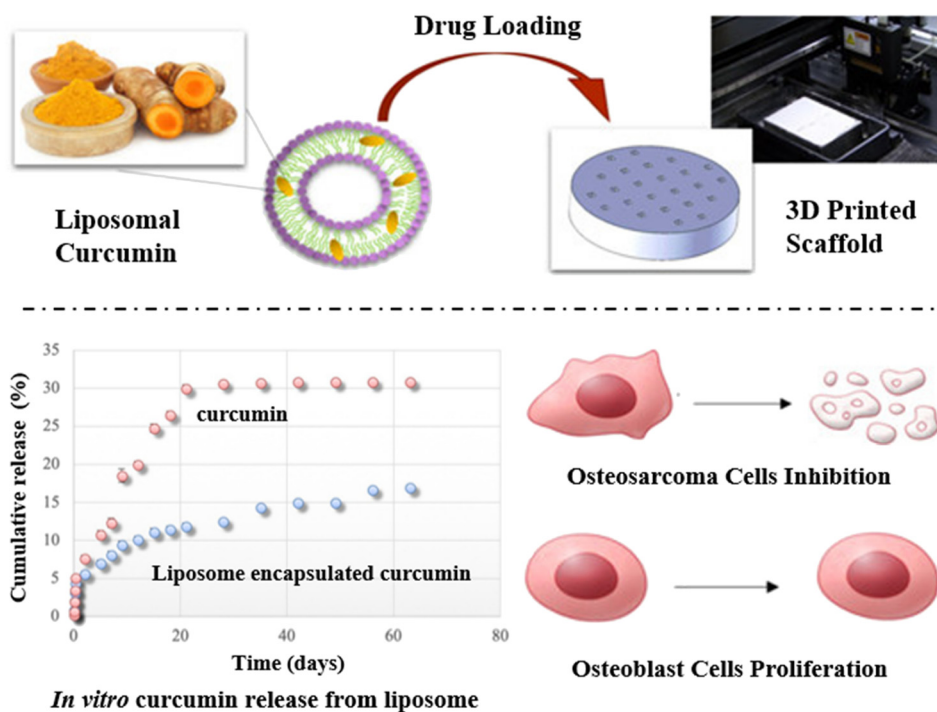 Drug Loading
Liposomal
Curcumin
3D Printed
Scaffold
35
30
25
20
15
10
5
0
Cumulative release (%)
curcumin
Liposome encapsulated curcumin
0
20
40
60
80
Time (days)
In vitro curcumin release from liposome
Osteosarcoma Cells Inhibition
Osteoblast Cells Proliferation